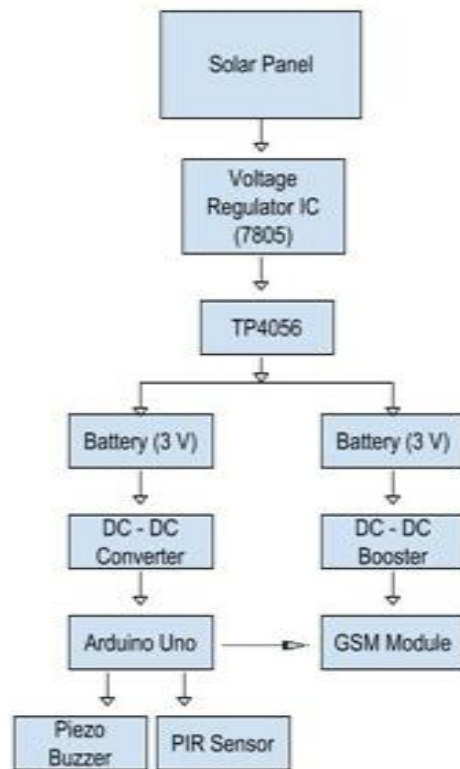 Solar Panel
Voltage
Regulator IC
(7805)
TP4056
Battery (3 V)
Battery (3 V)
DC - DC
Converter
DC - DC
Booster
Arduino Uno
GSM Module
Piezo
Buzzer
PIR Sensor